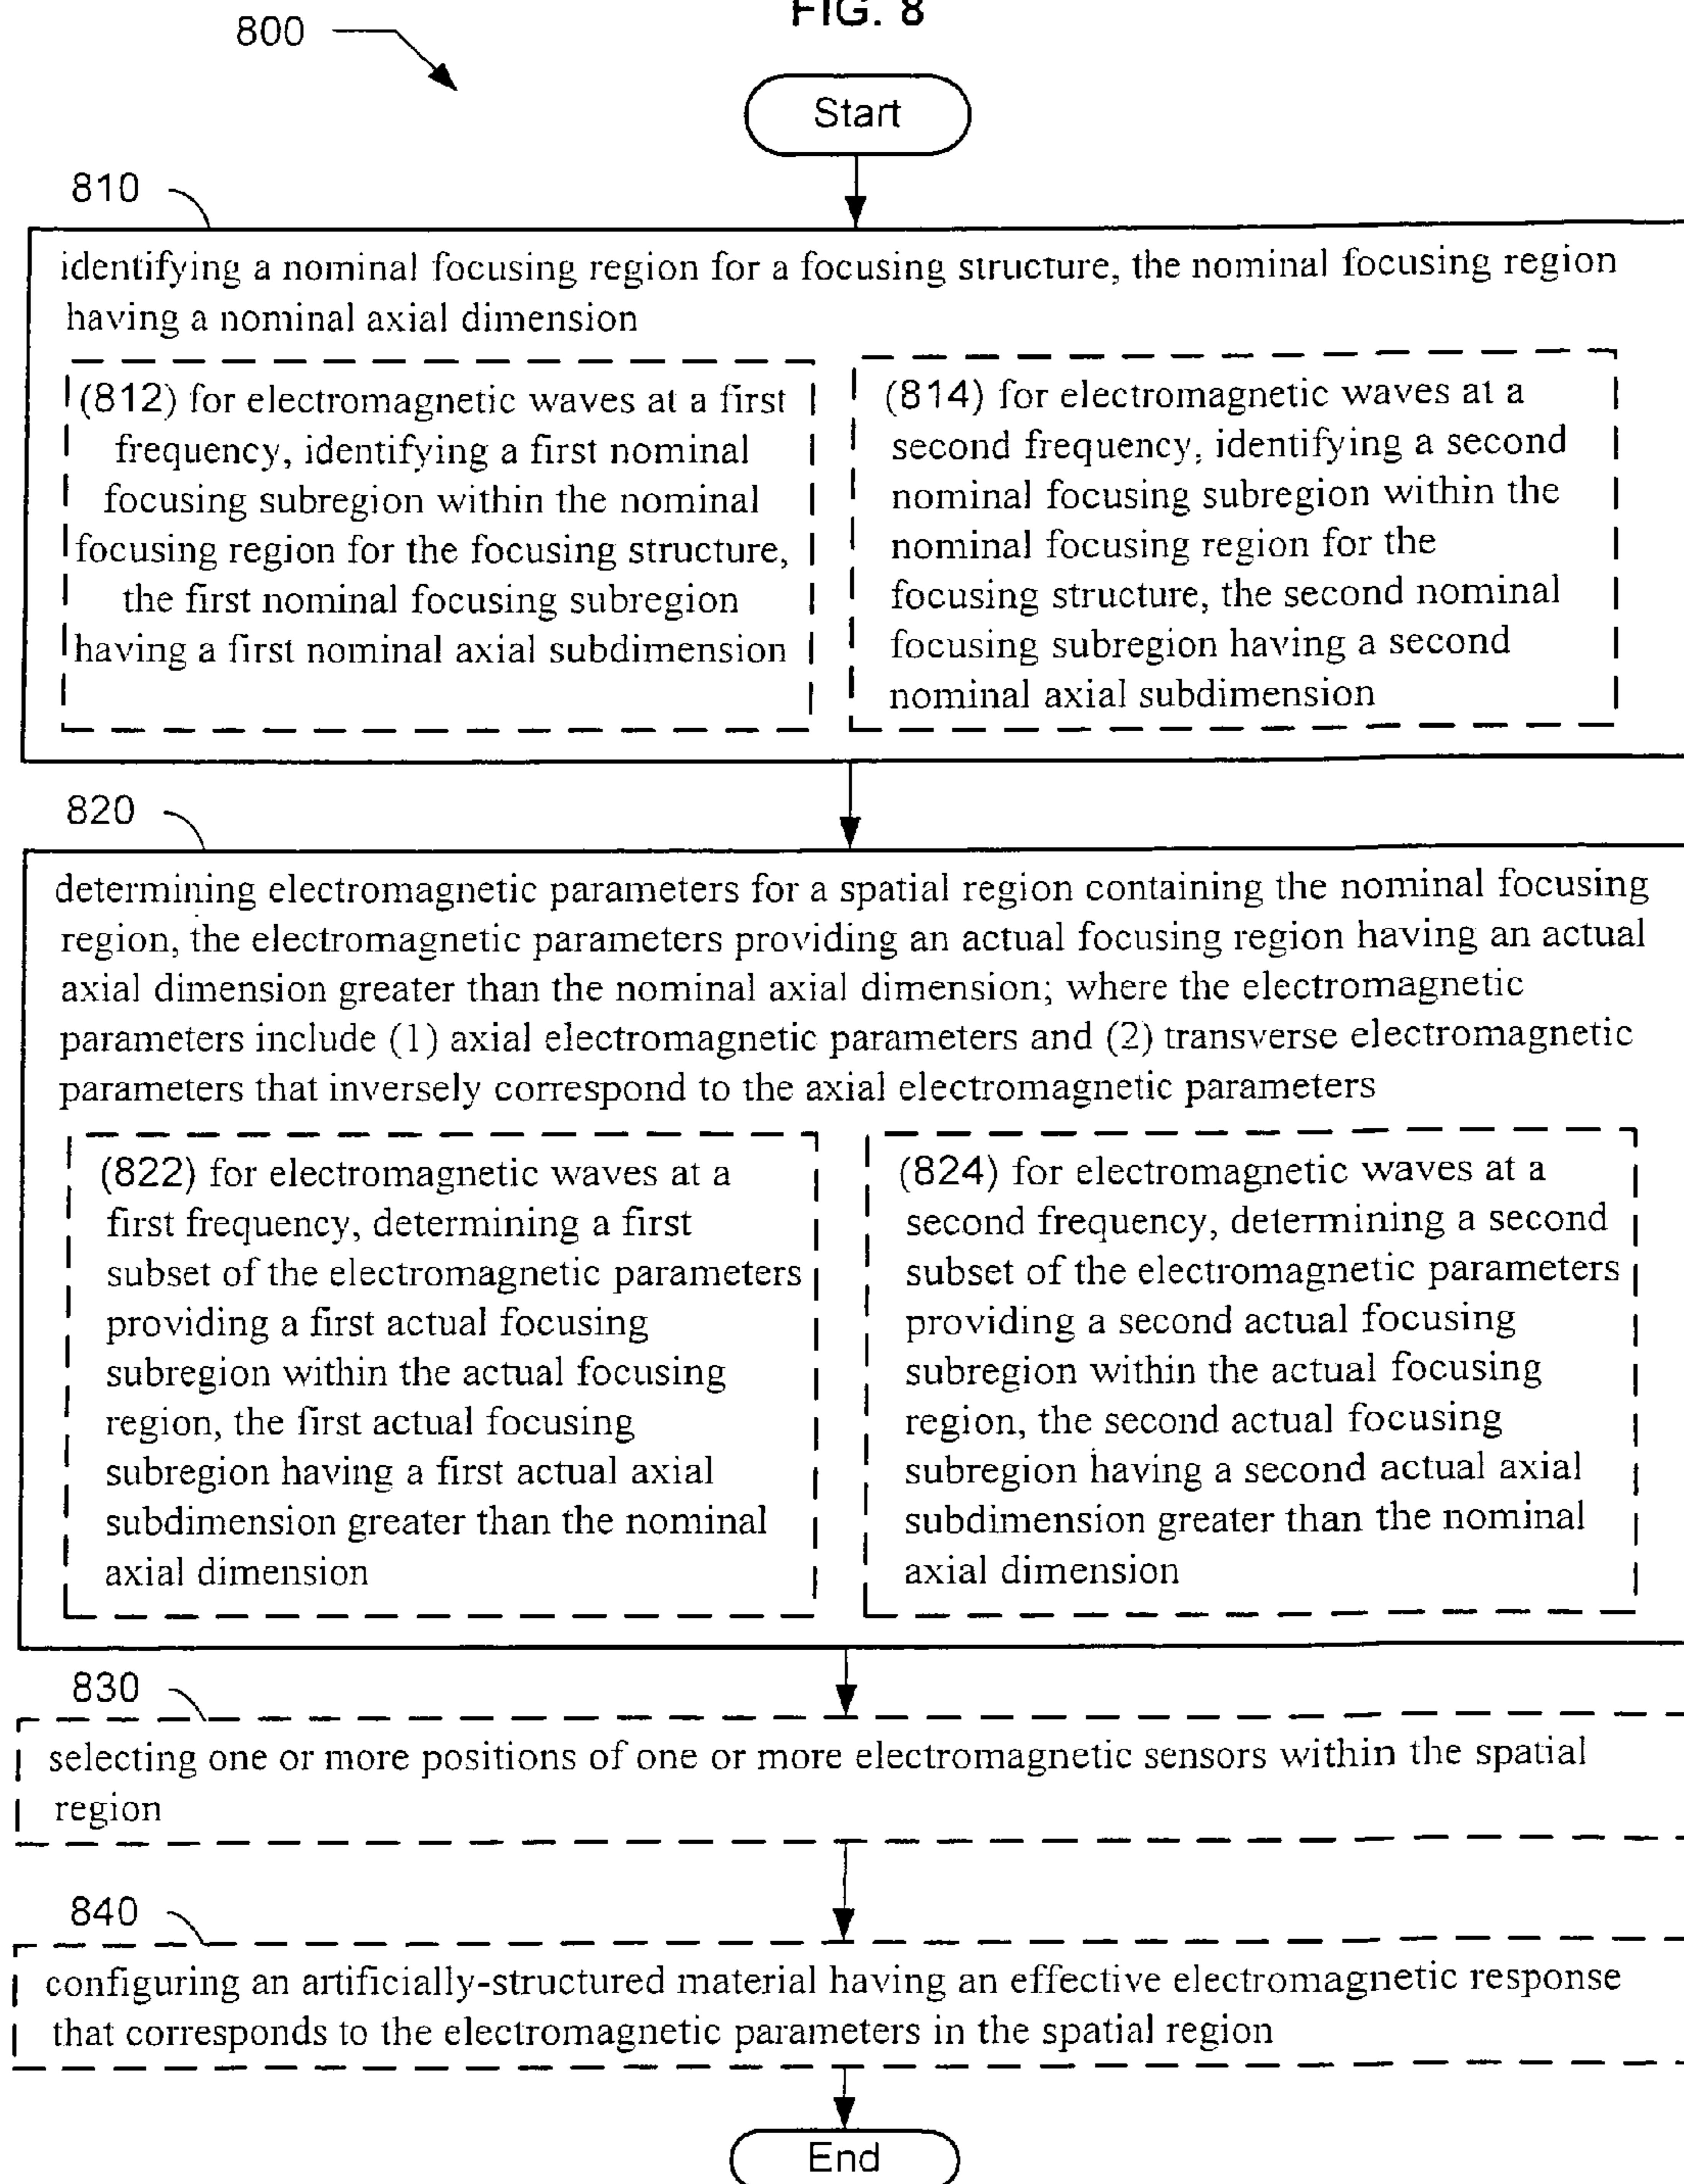 FIG. 8
800
Start
810
identifying a nominal focusing region for a focusing structure, the nominal focusing region
having a nominal axial dimension
(812) for electromagnetic waves at a first
frequency, identifying a first nominal
focusing subregion within the nominal
focusing region for the focusing structure,
the first nominal focusing subregion
having a first nominal axial subdimension
(814) for electromagnetic waves at a
second frequency, identifying a second
nominal focusing subregion within the
nominal focusing region for the
focusing structure, the second nominal
focusing subregion having a second
nominal axial subdimension
820
determining electromagnetic parameters for a spatial region containing the nominal focusing
region, the electromagnetic parameters providing an actual focusing region having an actual
axial dimension greater than the nominal axial dimension; where the electromagnetic
parameters include (1) axial electromagnetic parameters and (2) transverse electromagnetic
parameters that inversely correspond to the axial electromagnetic parameters
(822) for electromagnetic waves at a
first frequency, determining a first
subset of the electromagnetic parameters
providing a first actual focusing
subregion within the actual focusing
region, the first actual focusing
subregion having a first actual axial
subdimension greater than the nominal
axial dimension
(824) for electromagnetic waves at a
second frequency, determining a second
subset of the electromagnetic parameters
providing a second actual focusing
subregion within the actual focusing
region, the second actual focusing
subregion having a second actual axial
subdimension greater than the nominal
axial dimension
830
selecting one or more positions of one or more electromagnetic sensors within the spatial
region
840
configuring an artificially-structured material having an effective electromagnetic response
that corresponds to the electromagnetic parameters in the spatial region
End